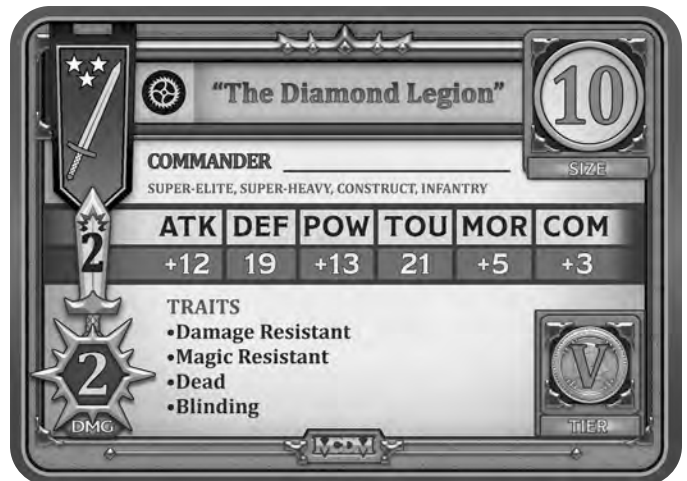 “The Diamond Legion”
10
SIZE
COMMANDER
SUPER-ELITE, SUPER-HEAVY, CONSTRUCT, INFANTRY
ATK DEF POW TOU MOR COM
2
+12 19 +13 21 +5 +3
TRAITS
•Damage Resistant
•Magic Resistant
•Dead
•Blinding
2
DMG
V
TIER
MCDM